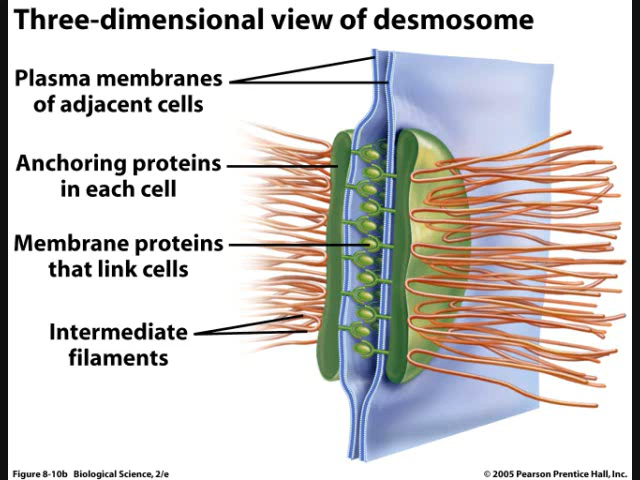 Three-dimensional view of desmosome
Plasma membranes
of adjacent cells
Anchoring proteins
in each cell
Membrane proteins
that link cells
Intermediate
filaments
Figure 8-10b Biological Science, 2/e
© 2005 Pearson Prentice Hall, Inc.